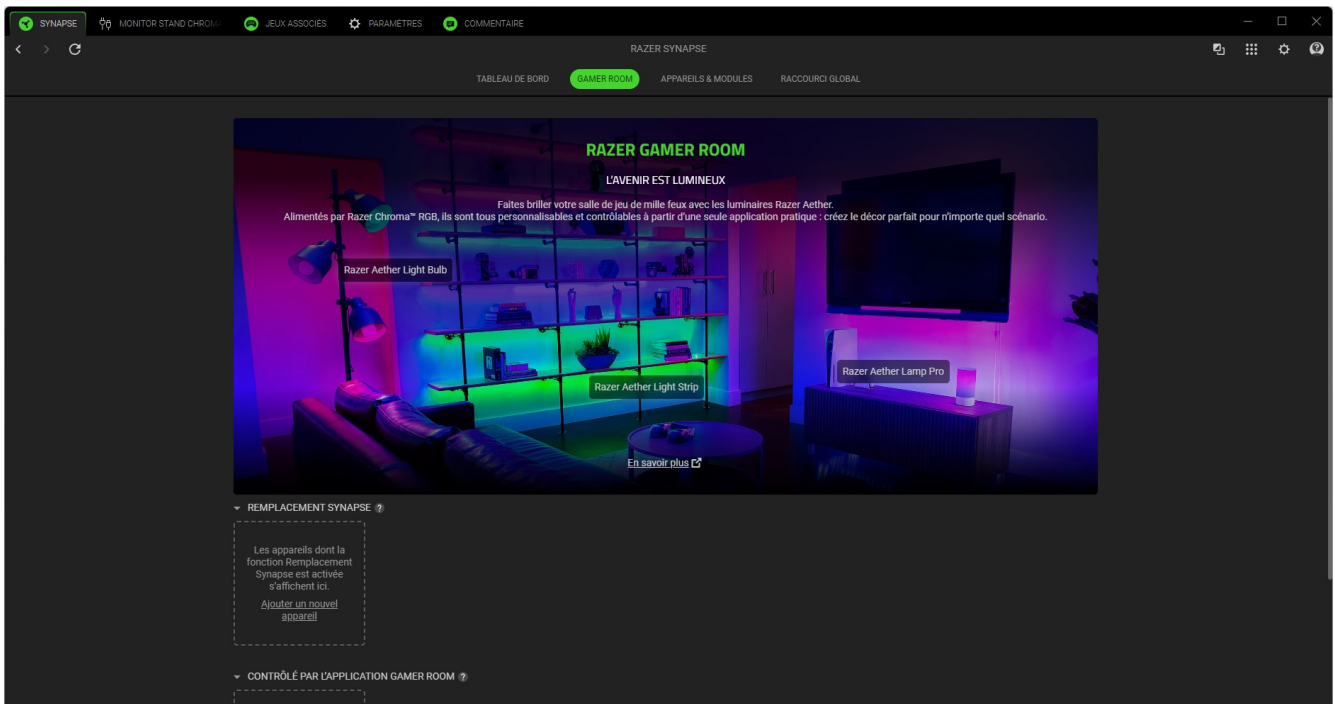 SYNAPSE
MONITOR STAND CHROMA
JEUX ASSOCIÉS
PARAMÈTRES
COMMENTAIRE
RAZER SYNAPSE
TABLEAU DE BORD
GAMER ROOM
APPAREILS & MODULES
RACCOURCI GLOBAL
RAZER GAMER ROOM
L'AVENIR EST LUMINEUX
Faites briller votre salle de jeu de mille feux avec les luminaires Razer Aether.
Alimentés par Razer Chroma™ RGB, ils sont tous personnalisables et contrôlables à partir d'une seule application pratique : créez le décor parfait pour n'importe quel scénario.
Razer Aether Light Bulb
Razer Aether Lamp Pro
Razer Aether Light Strip
En savoir plus
REMPLACEMENT SYNAPSE ?
Les appareils dont la
fonction Remplacement
Synapse est activée
s'affichent ici.
Ajouter un nouvel
appareil
CONTRÔLÉ PAR L'APPLICATION GAMER ROOM ?